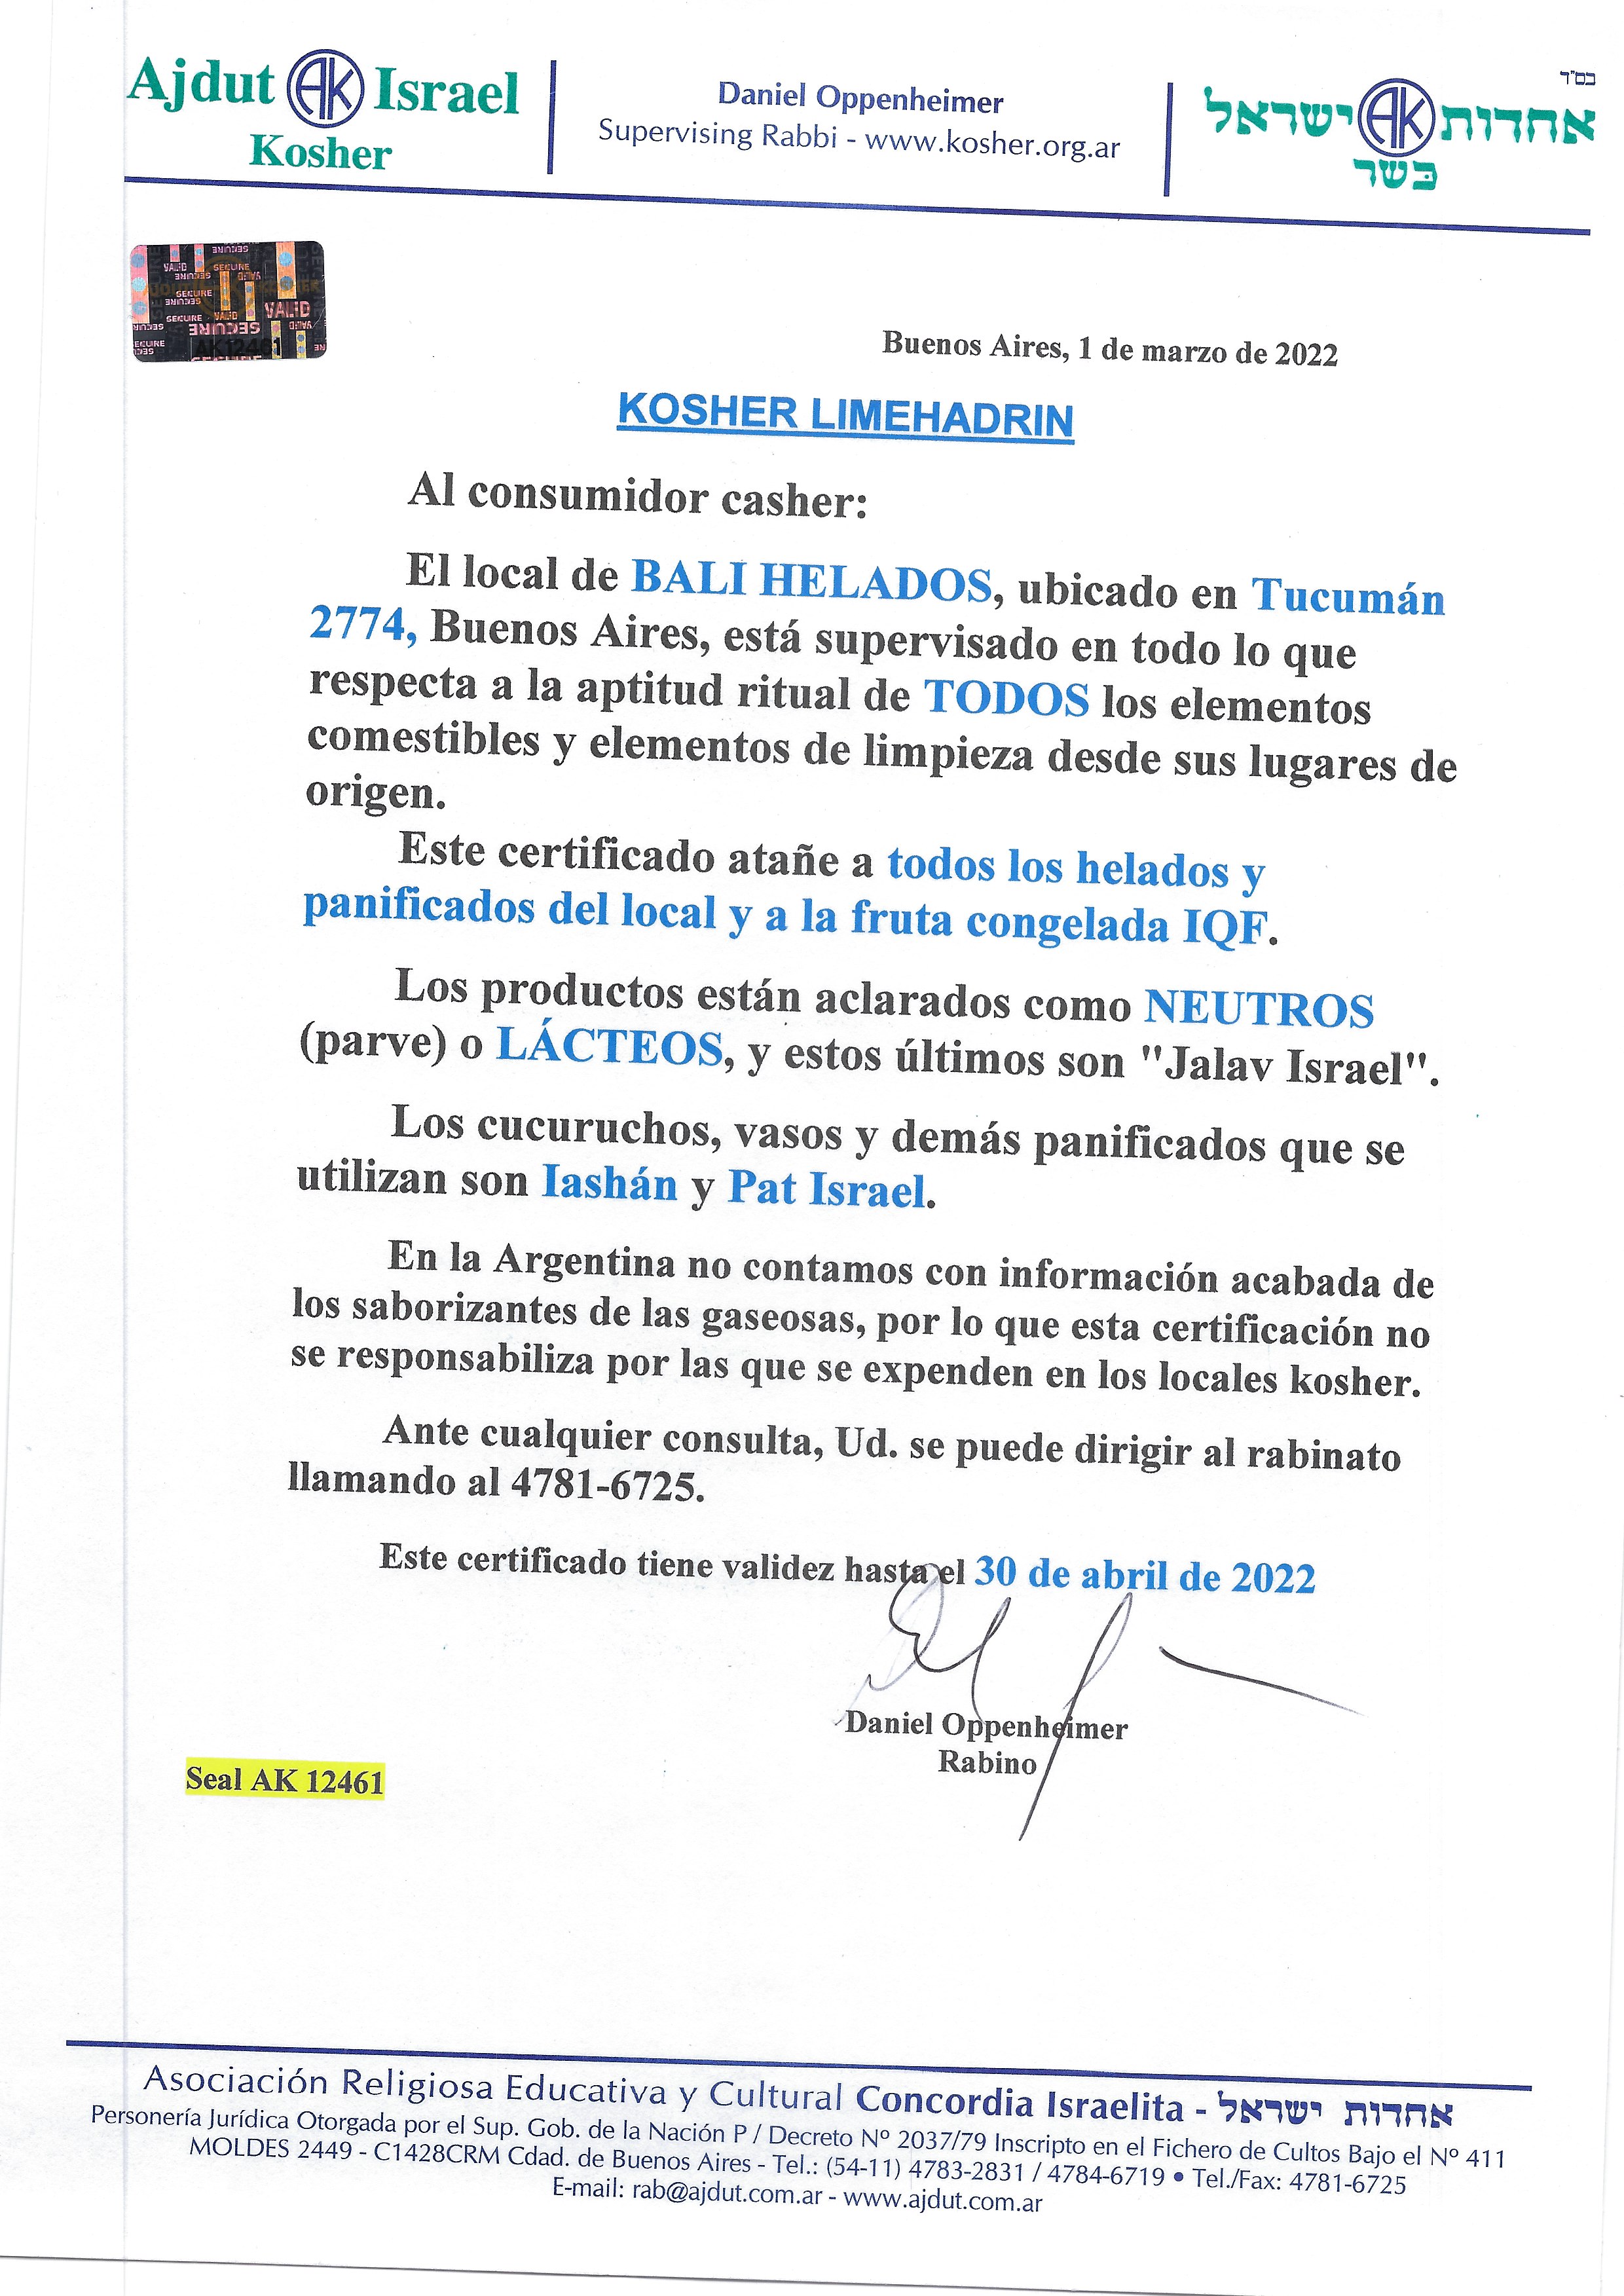 בס"ד
Ajdut AK Israel
Kosher
Daniel Oppenheimer
Supervising Rabbi - www.kosher.org.ar
אחדות AK ישראל
בשר
VALID
SECURE
AK12461
Buenos Aires, 1 de marzo de 2022
KOSHER LIMEHADRIN
Al consumidor casher:
El local de BALI HELADOS, ubicado en Tucumán
2774, Buenos Aires, está supervisado en todo lo que
respecta a la aptitud ritual de TODOS los elementos
comestibles y elementos de limpieza desde sus lugares de
origen.
Este certificado atañe a todos los helados y
panificados del local y a la fruta congelada IQF.
Los productos están aclarados como NEUTROS
(parve) o LÁCTEOS, y estos últimos son "Jalav Israel".
Los cucuruchos, vasos y demás panificados que se
utilizan son Iashán y Pat Israel.
En la Argentina no contamos con información acabada de
los saborizantes de las gaseosas, por lo que esta certificación no
se responsabiliza por las que se expenden en los locales kosher.
Ante cualquier consulta, Ud. se puede dirigir al rabinato
llamando al 4781-6725.
Este certificado tiene validez hasta el 30 de abril de 2022
Daniel Oppenheimer
Rabino
Seal AK 12461
Asociación Religiosa Educativa y Cultural Concordia Israelita - אחדות ישראל
Personería Jurídica Otorgada por el Sup. Gob. de la Nación P / Decreto Nº 2037/79 Inscripto en el Fichero de Cultos Bajo el Nº 411
MOLDES 2449 - C1428CRM Cdad. de Buenos Aires - Tel.: (54-11) 4783-2831 / 4784-6719 • Tel./Fax: 4781-6725
E-mail: rab@ajdut.com.ar - www.ajdut.com.ar